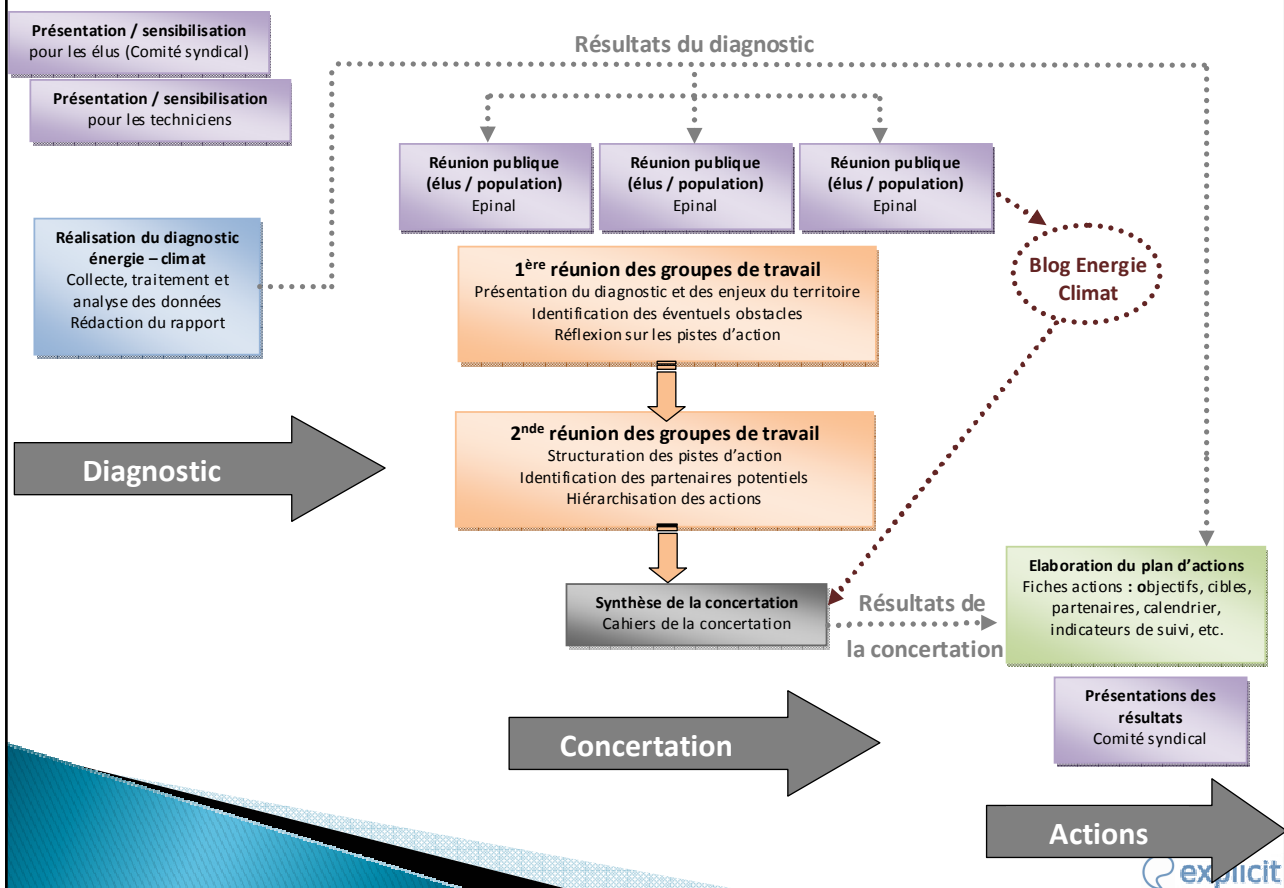 Présentation / sensibilisation
pour les élus (Comité syndical)
Présentation / sensibilisation
pour les techniciens
Résultats du diagnostic
Réunion publique
(élus / population)
Epinal
Réunion publique
(élus / population)
Epinal
Réunion publique
(élus / population)
Epinal
Réalisation du diagnostic
énergie – climat
Collecte, traitement et
analyse des données
Rédaction du rapport
1ère réunion des groupes de travail
Présentation du diagnostic et des enjeux du territoire
Identification des éventuels obstacles
Réflexion sur les pistes d’action
Blog Energie
Climat
Diagnostic
2nde réunion des groupes de travail
Structuration des pistes d’action
Identification des partenaires potentiels
Hiérarchisation des actions
Synthèse de la concertation
Cahiers de la concertation
Résultats de
la concertation
Elaboration du plan d’actions
Fiches actions : objectifs, cibles,
partenaires, calendrier,
indicateurs de suivi, etc.
Présentations des
résultats
Comité syndical
Concertation
Actions
explicit